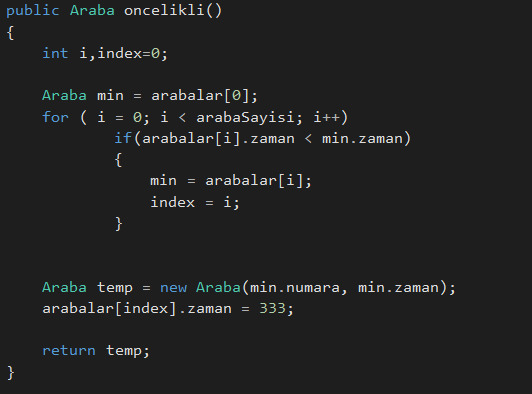 public Araba oncelikli()
{
int i,index=0;
Araba min = arabalar[0];
for ( i = 0; i < arabaSayisi; i++)
if(arabalar[i].zaman < min.zaman)
{
min = arabalar[i];
index = i;
}
Araba temp = new Araba(min.numara, min.zaman);
arabalar[index].zaman = 333;
return temp;
}